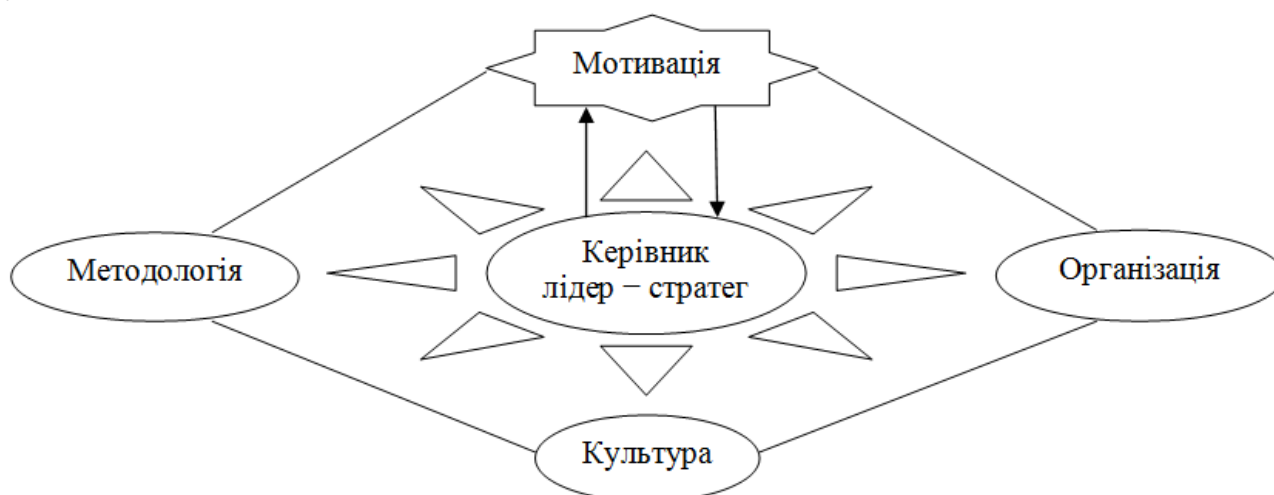 Мотивація
Методологія
Керівник
лідер − стратег
Організація
Культура